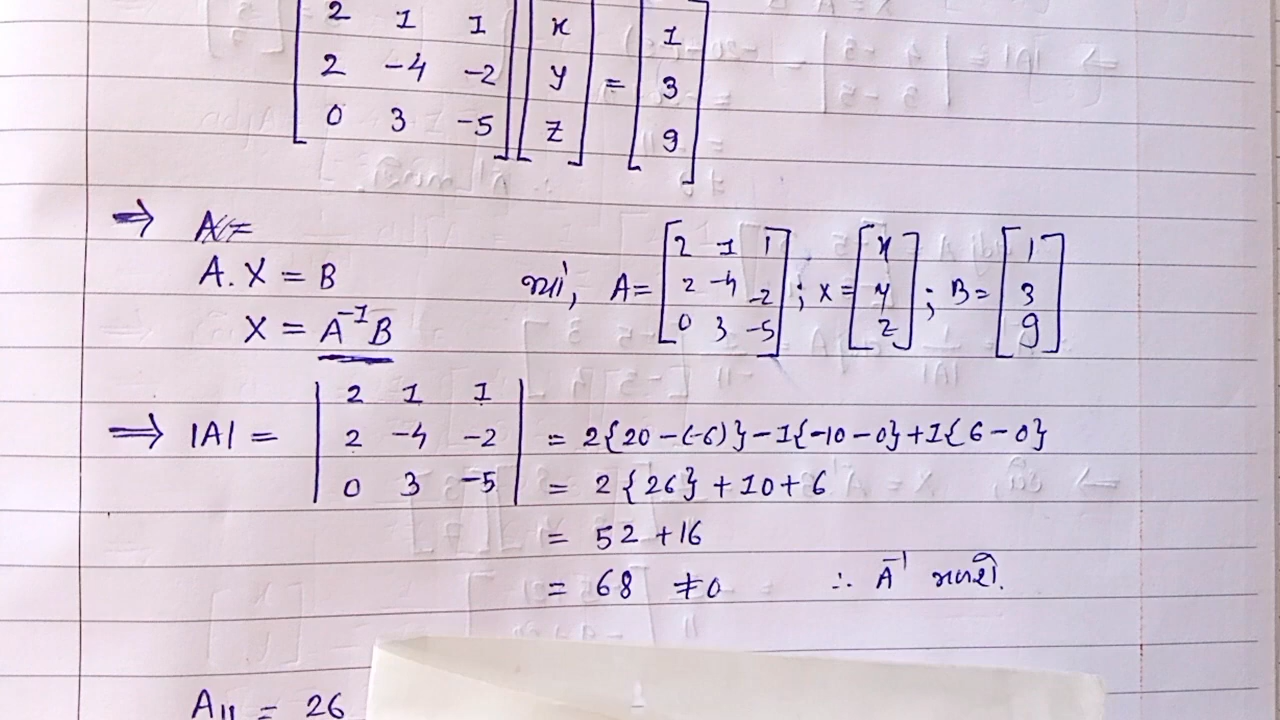 2 1 1 x 1
2 -4 -2 y = 3
0 3 -5 z 9
⇒
A.X = B
X = A⁻¹B
A = 2 1 1 ; X = x ; B = 1
2 -4 -2 y 3
0 3 -5 z 9
⇒ |A| = 2 1 1
2 -4 -2 = 2{20-(-6)}-1{-10-0}+1{6-0}
0 3 -5 = 2{26}+10+6
= 52+16
= 68 ≠0 ∴ A⁻¹ મળશે.
A₁₁ = 26